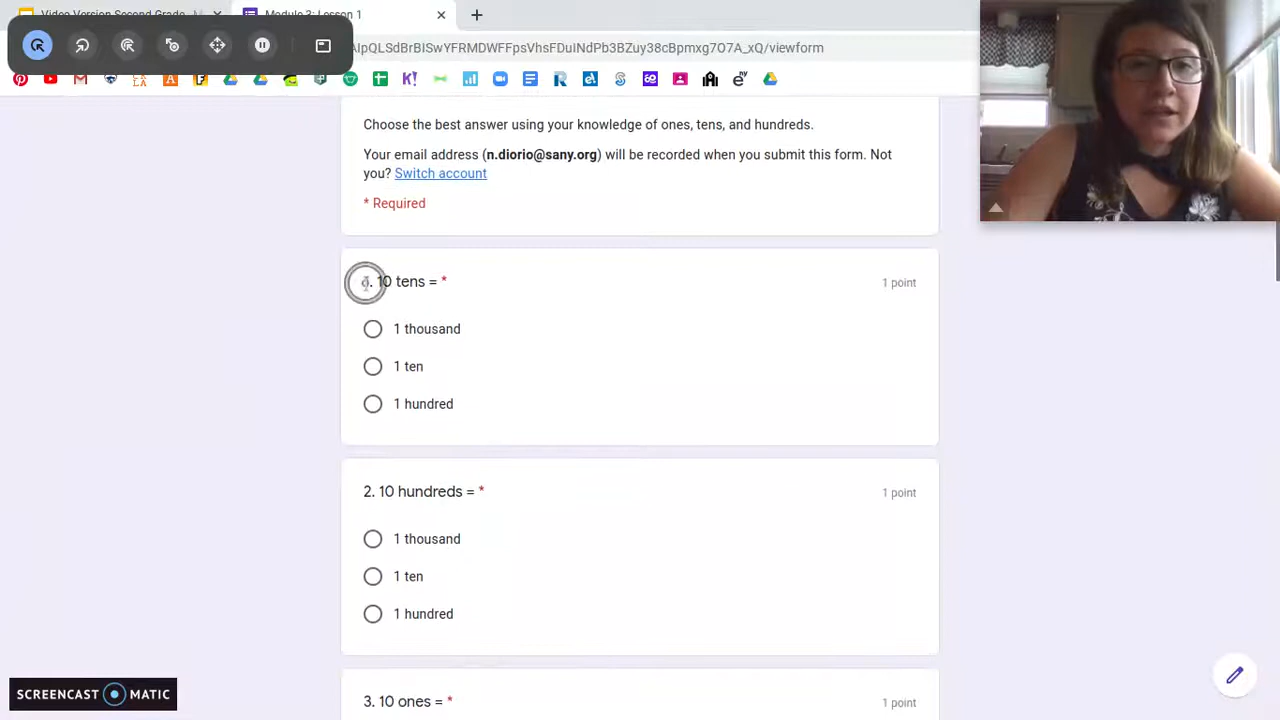 Video Version Second Grade
Module 3: Lesson 1
AlpQLSdBrBISwYFRMDWFFpsVhsFDuiNdPb3BZuy38cBpmxg7O7A_xQ/viewform
Choose the best answer using your knowledge of ones, tens, and hundreds.
Your email address (n.diorio@sany.org) will be recorded when you submit this form. Not
you? Switch account
* Required
10 tens = *
1 point
1 thousand
1 ten
1 hundred
2. 10 hundreds = *
1 point
1 thousand
1 ten
1 hundred
3. 10 ones = *
1 point
SCREENCAST MATIC